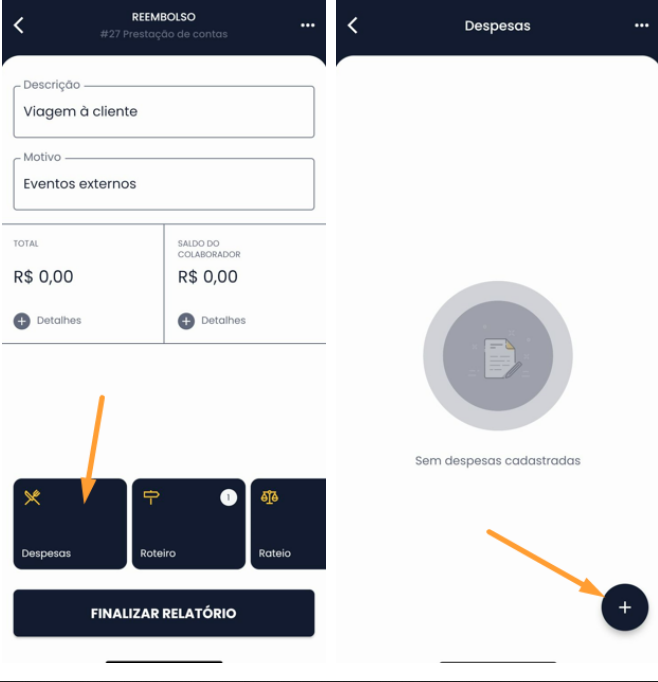 REEMBOLSO
#27 Prestação de contas
Descrição
Viagem à cliente
Motivo
Eventos externos
TOTAL
R$ 0,00
Detalhes
SALDO DO
COLABORADOR
R$ 0,00
Detalhes
Despesas
1
Roteiro
Rateio
FINALIZAR RELATÓRIO
Despesas
Sem despesas cadastradas